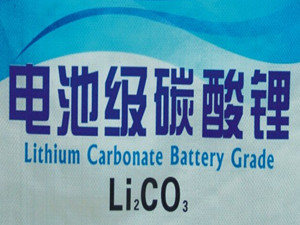 电池级碳酸锂
Lithium Carbonate Battery Grade
Li₂CO₃